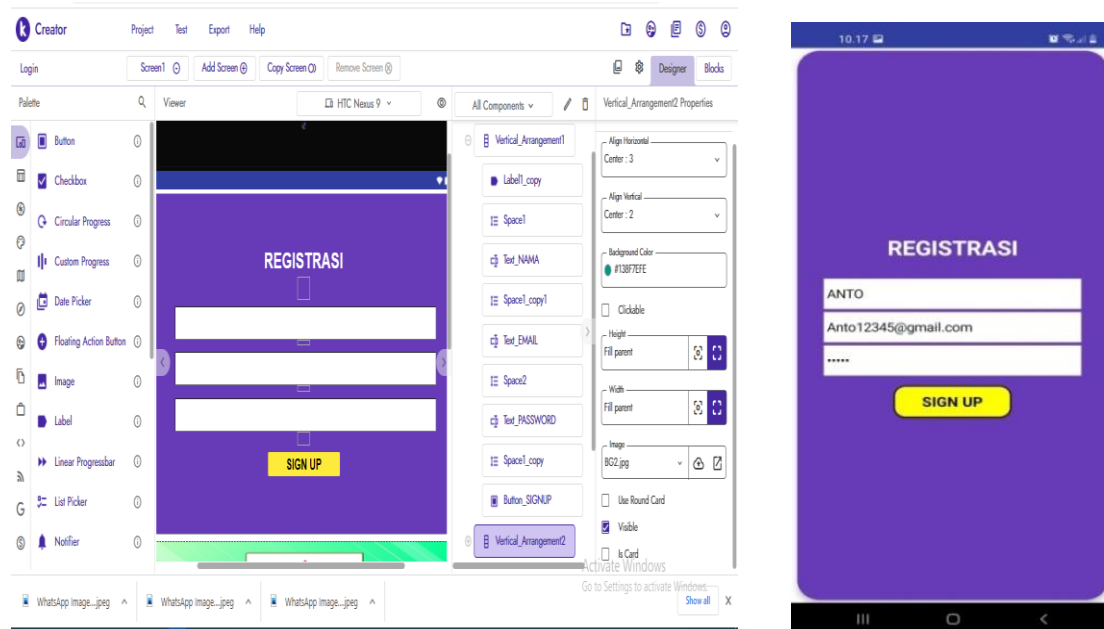 Creator
Project Test Export Help
Login
Screen1
Add Screen
Copy Screen
Remove Screen
Designer
Blocks
Palette
Viewer
HTC Nexus 9
All Components
Vertical_Arrangement2 Properties
Button
Checkbox
Circular Progress
Custom Progress
Date Picker
Floating Action Button
Image
Label
Linear Progressbar
List Picker
Notifier
REGISTRASI
SIGN UP
Vertical_Arrangement1
Label1_copy
Space1
Text_NAMA
Space1_copy1
Text_EMAIL
Space2
Text_PASSWORD
Space1_copy
Button_SIGNUP
Vertical_Arrangement2
Align Horizontal
Center : 3
Align Vertical
Center : 2
Background Color
#138F7EFE
Clickable
Height
Fill parent
Width
Fill parent
Image
BG2.jpg
Use Round Card
Visible
Is Card
Activate Windows
Go to Settings to activate Windows.
WhatsApp Image...jpeg
WhatsApp Image...jpeg
WhatsApp Image...jpeg
Show all X
10.17
REGISTRASI
ANTO
Anto12345@gmail.com
•••••
SIGN UP